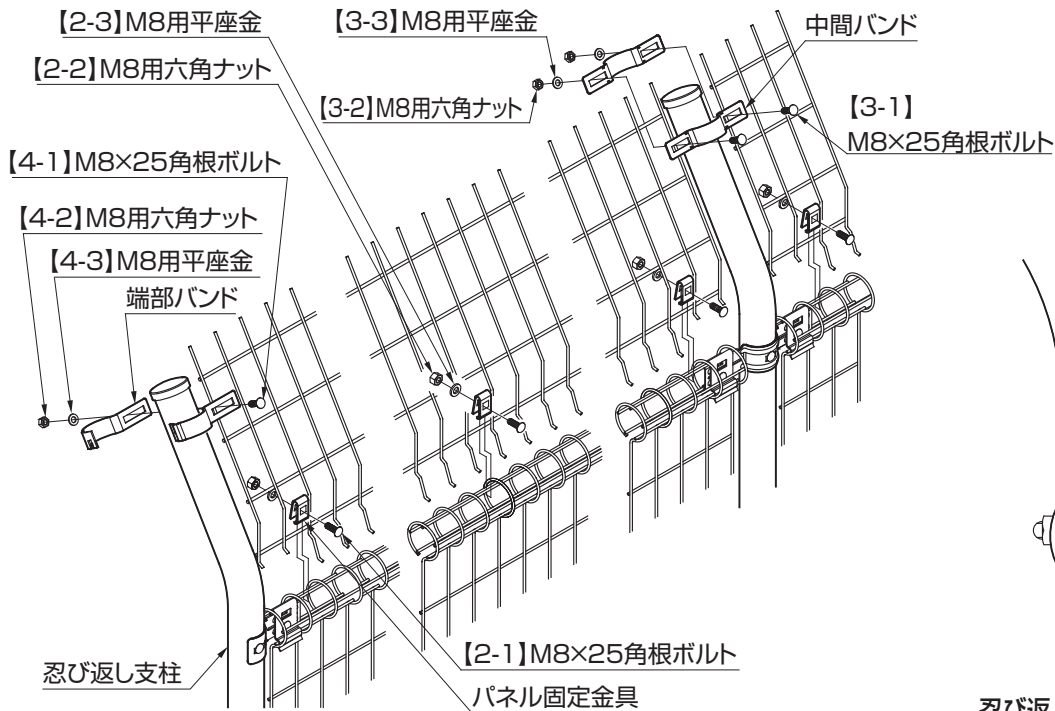 【2-3】M8用平座金
【3-3】M8用平座金
中間バンド
【2-2】M8用六角ナット
【3-2】M8用六角ナット
【3-1】
M8×25角根ボルト
【4-1】M8×25角根ボルト
【4-2】M8用六角ナット
【4-3】M8用平座金
端部バンド
忍び返し支柱
【2-1】M8×25角根ボルト
パネル固定金具
忍び返